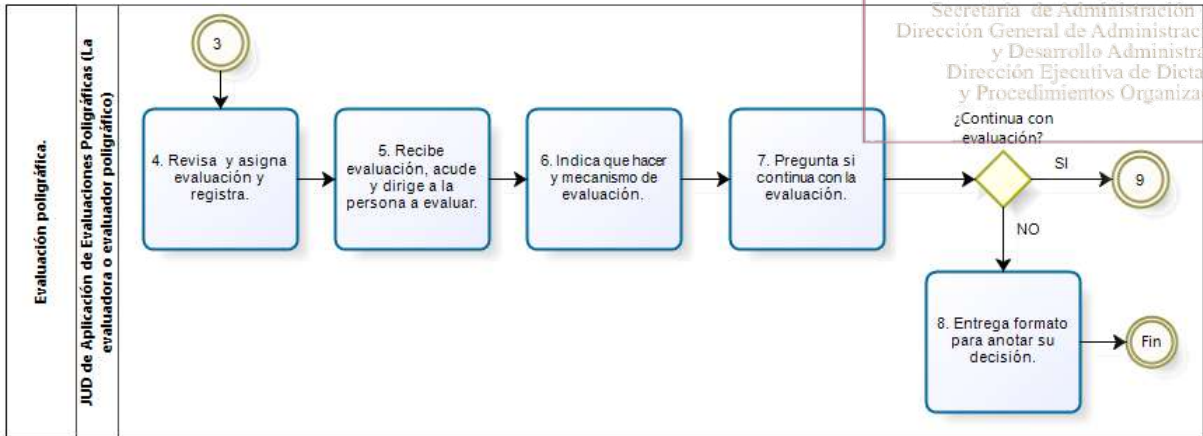 Secretaría de Administración
Dirección General de Administrac
y Desarrollo Administra
Dirección Ejecutiva de Dicta
y Procedimientos Organiza
Evaluación poligráfica.
JUD de Aplicación de Evaluaciones Poligráficas (La
evaluadora o evaluador poligráfico)
3
4. Revisa y asigna
evaluación y
registra.
5. Recibe
evaluación, acude
y dirige a la
persona a evaluar.
6. Indica que hacer
y mecanismo de
evaluación.
7. Pregunta si
continua con la
evaluación.
¿Continua con
evaluación?
SI
9
NO
8. Entrega formato
para anotar su
decisión.
Fin